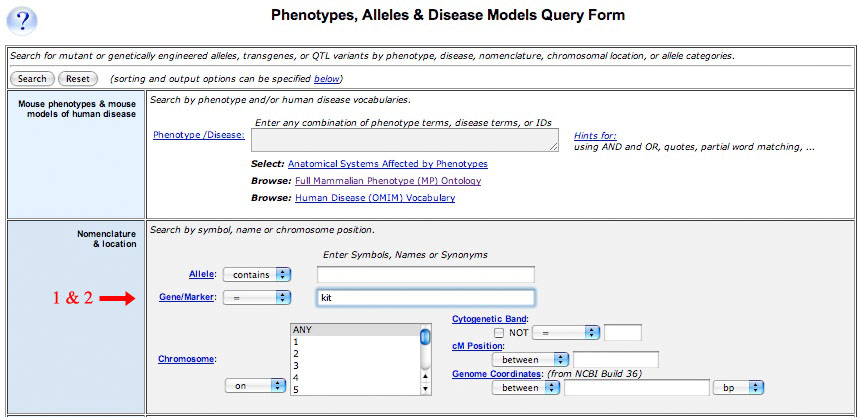 ?
Phenotypes, Alleles & Disease Models Query Form
Search for mutant or genetically engineered alleles, transgenes, or QTL variants by phenotype, disease, nomenclature, chromosomal location, or allele categories.
Search Reset (sorting and output options can be specified below)
Mouse phenotypes & mouse
models of human disease
Search by phenotype and/or human disease vocabularies.
Enter any combination of phenotype terms, disease terms, or IDs
Phenotype /Disease:
Hints for:
using AND and OR, quotes, partial word matching, ...
Select: Anatomical Systems Affected by Phenotypes
Browse: Full Mammalian Phenotype (MP) Ontology
Browse: Human Disease (OMIM) Vocabulary
Nomenclature
& location
Search by symbol, name or chromosome position.
Enter Symbols, Names or Synonyms
Allele: contains
1 & 2
Gene/Marker: = kit
Chromosome: on
ANY
1
2
3
4
5
Cytogenetic Band:
NOT =
cM Position:
between
Genome Coordinates: (from NCBI Build 36)
between bp